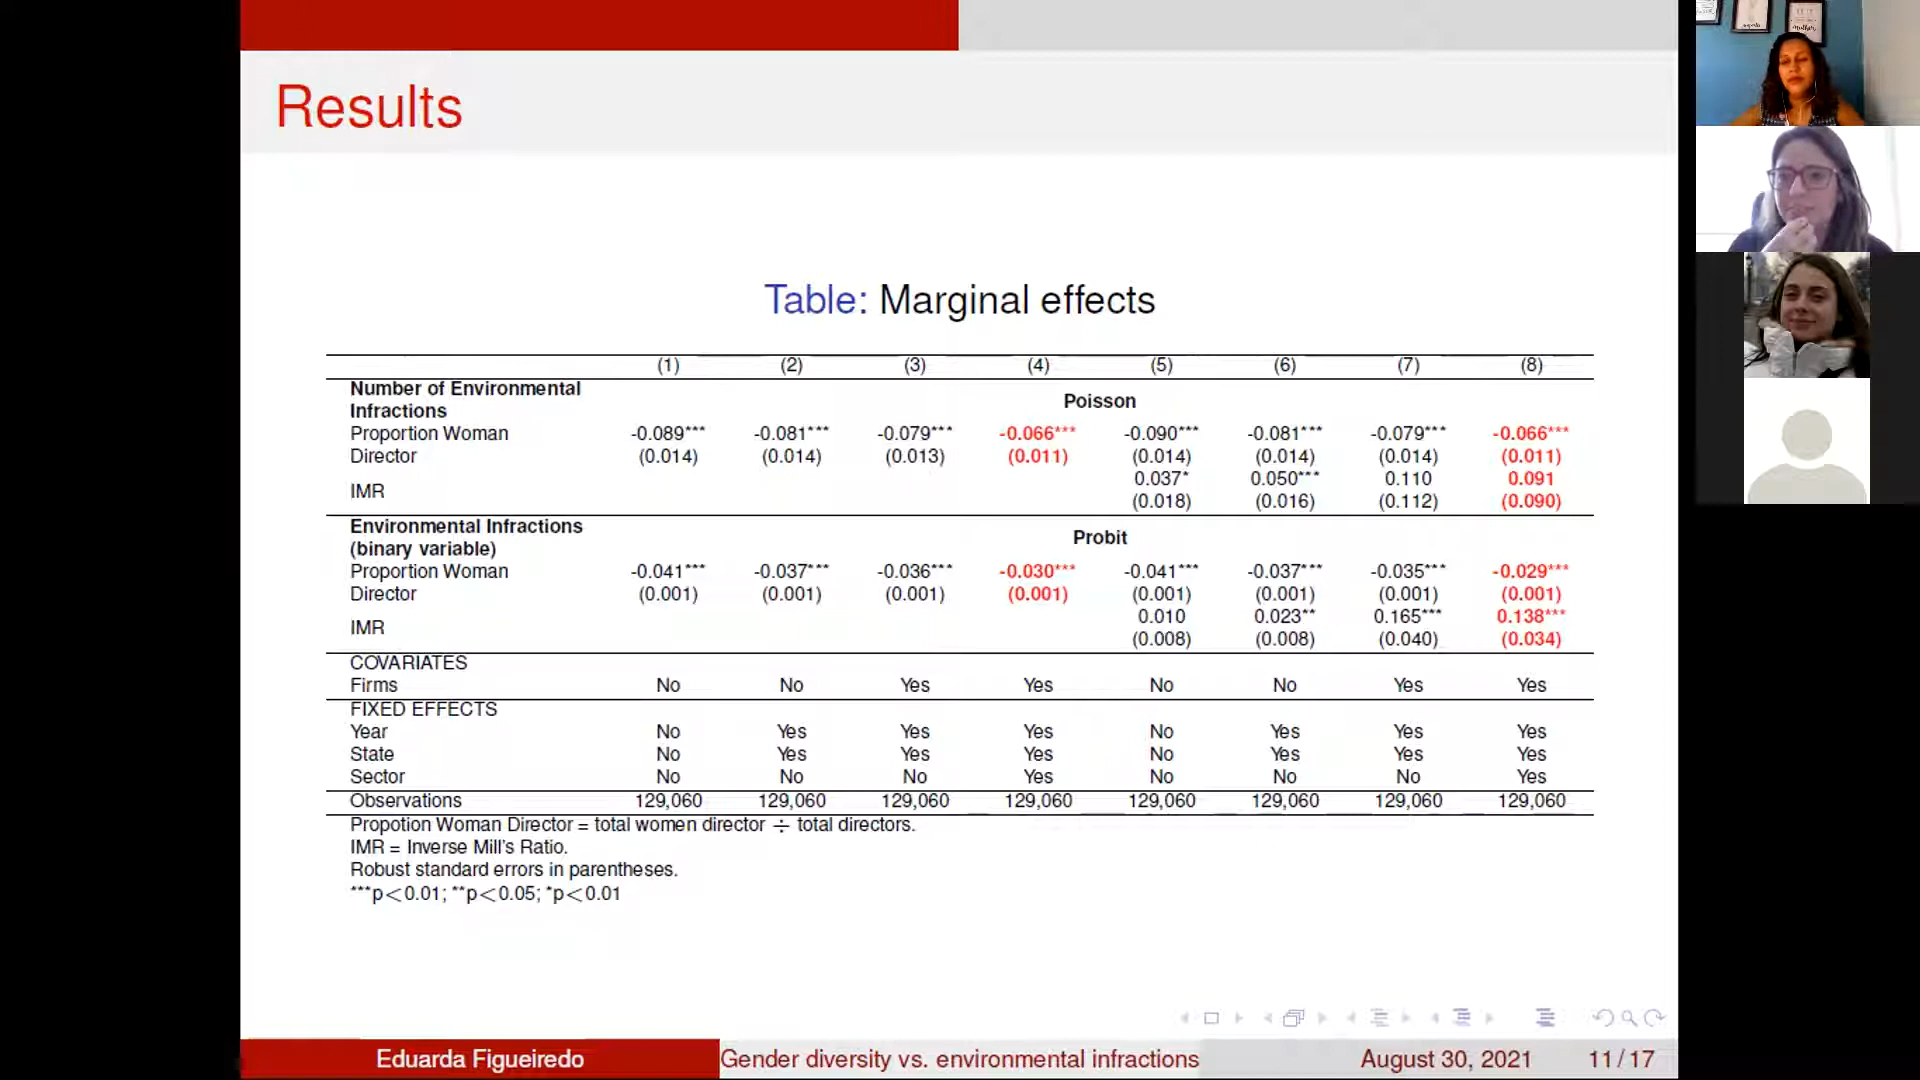 Results
Table: Marginal effects
(1) (2) (3) (4) (5) (6) (7) (8)
Number of Environmental
Infractions
Poisson
Proportion Woman -0.089*** -0.081*** -0.079*** -0.066*** -0.090*** -0.081*** -0.079*** -0.066***
Director (0.014) (0.014) (0.013) (0.011) (0.014) (0.014) (0.014) (0.011)
IMR 0.037* 0.050*** 0.110 0.091
(0.018) (0.016) (0.112) (0.090)
Environmental Infractions
(binary variable)
Probit
Proportion Woman -0.041*** -0.037*** -0.036*** -0.030*** -0.041*** -0.037*** -0.035*** -0.029***
Director (0.001) (0.001) (0.001) (0.001) (0.001) (0.001) (0.001) (0.001)
IMR 0.010 0.023** 0.165*** 0.138***
(0.008) (0.008) (0.040) (0.034)
COVARIATES
Firms No No Yes Yes No No Yes Yes
FIXED EFFECTS
Year No Yes Yes Yes No Yes Yes Yes
State No Yes Yes Yes No Yes Yes Yes
Sector No No No Yes No No No Yes
Observations 129,060 129,060 129,060 129,060 129,060 129,060 129,060 129,060
Propotion Woman Director = total women director ÷ total directors.
IMR = Inverse Mill's Ratio.
Robust standard errors in parentheses.
***p<0.01; **p<0.05; *p<0.01
Eduarda Figueiredo Gender diversity vs. environmental infractions August 30, 2021 11 / 17